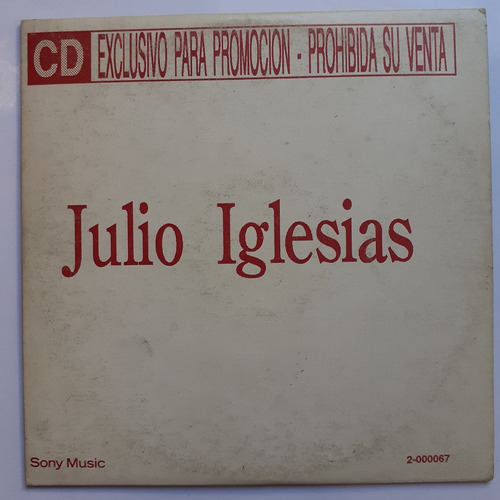 CD EXCLUSIVO PARA PROMOCION - PROHIBIDA SU VENTA
Julio Iglesias
Sony Music 2-000067